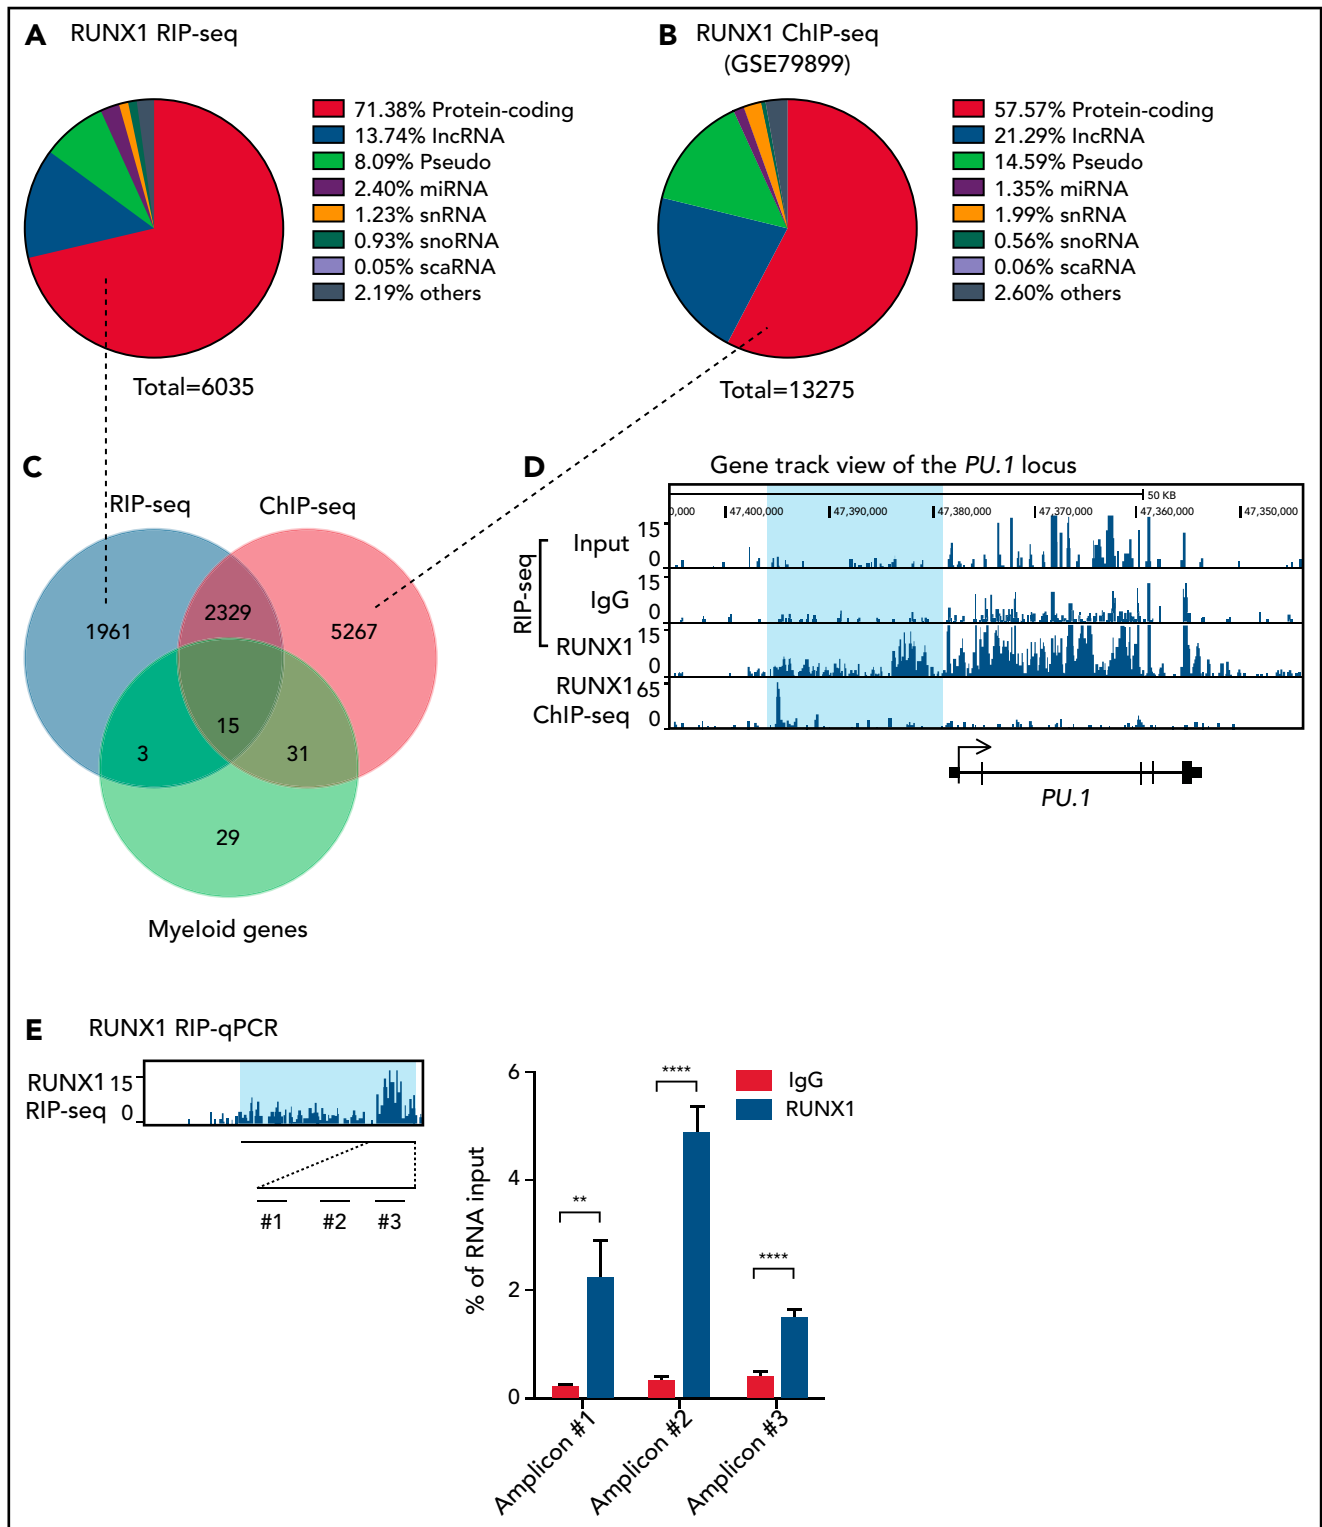 A RUNX1 RIP-seq
71.38% Protein-coding
13.74% lncRNA
8.09% Pseudo
2.40% miRNA
1.23% snRNA
0.93% snoRNA
0.05% scaRNA
2.19% others
Total=6035
B RUNX1 ChIP-seq
(GSE79899)
57.57% Protein-coding
21.29% lncRNA
14.59% Pseudo
1.35% miRNA
1.99% snRNA
0.56% snoRNA
0.06% scaRNA
2.60% others
Total=13275
C
RIP-seq ChIP-seq
2329
1961 5267
15
3 31
29
Myeloid genes
D Gene track view of the PU.1 locus
50 KB
0,000 47,400,000 47,390,000 47,380,000 47,370,000 47,360,000 47,350,000
RIP-seq
Input 15
0
IgG 15
0
RUNX1 15
0
RUNX1 65
ChIP-seq 0
PU.1
E RUNX1 RIP-qPCR
RUNX1 15
RIP-seq 0
#1 #2 #3
% of RNA input
6
4
2
0
** **** ****
IgG
RUNX1
Amplicon #1
Amplicon #2
Amplicon #3